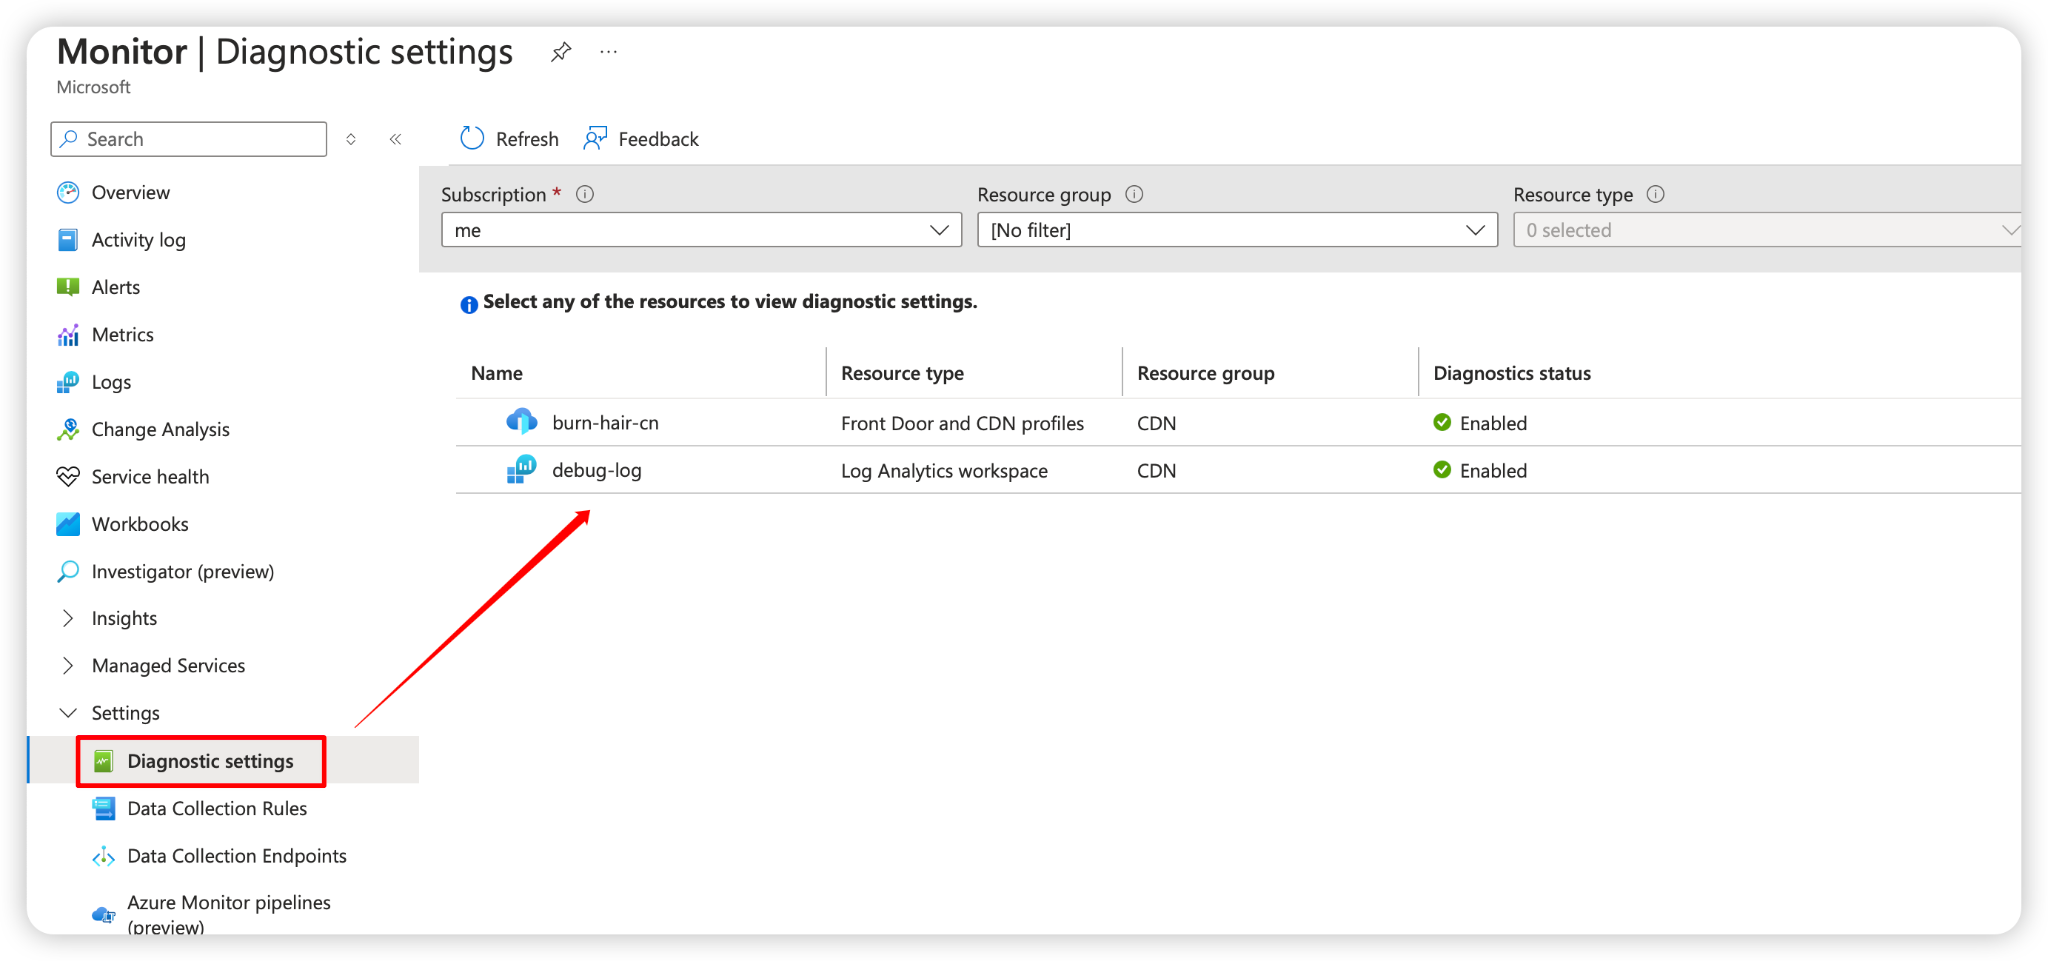 Monitor | Diagnostic settings
Microsoft
Search
Refresh
Feedback
Overview
Activity log
Alerts
Metrics
Logs
Change Analysis
Service health
Workbooks
Investigator (preview)
Insights
Managed Services
Settings
Diagnostic settings
Data Collection Rules
Data Collection Endpoints
Azure Monitor pipelines
(preview)
Subscription * Resource group Resource type
me [No filter] 0 selected
Select any of the resources to view diagnostic settings.
Name Resource type Resource group Diagnostics status
burn-hair-cn Front Door and CDN profiles CDN Enabled
debug-log Log Analytics workspace CDN Enabled